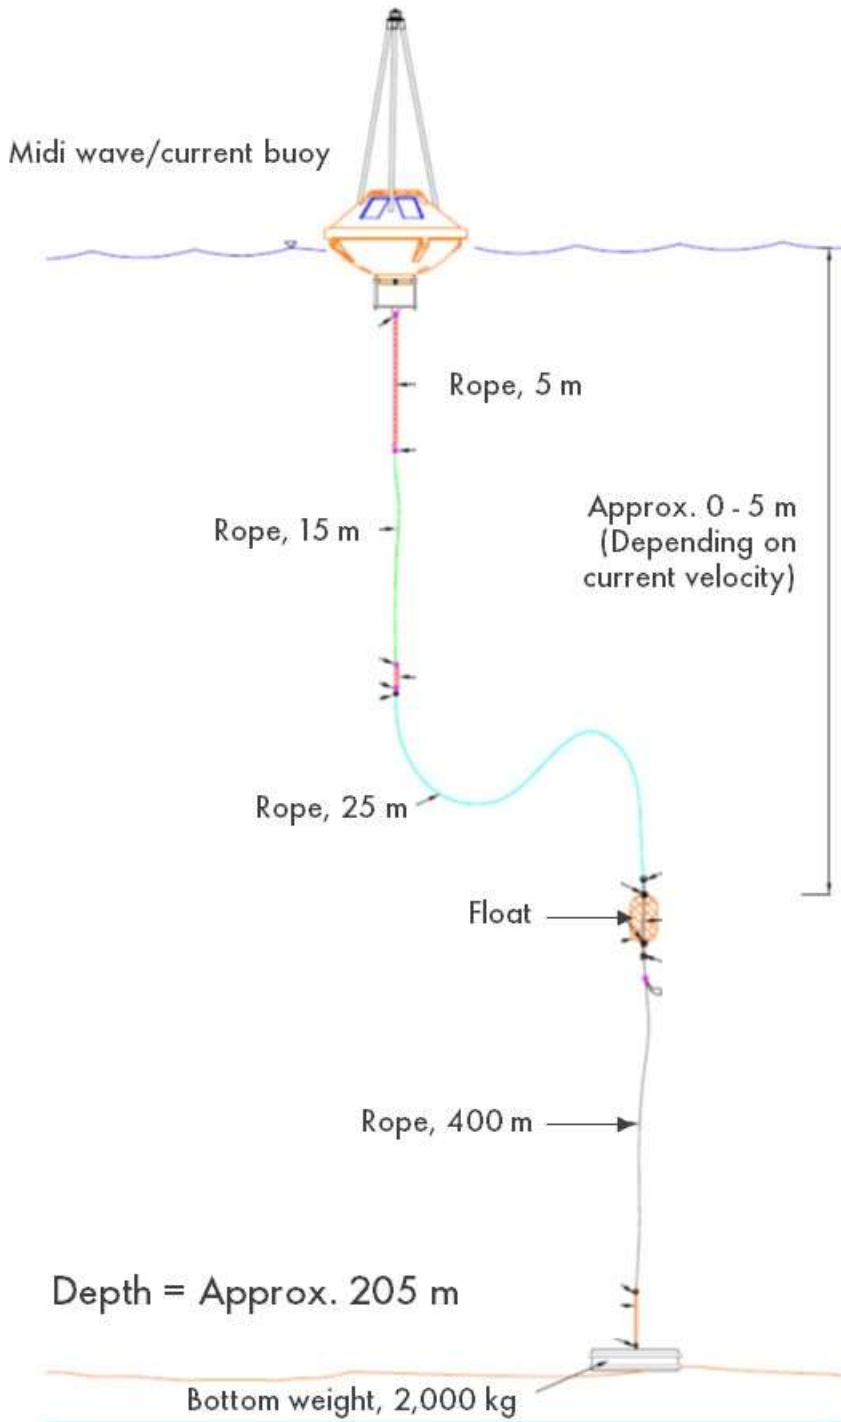 Midi wave/current buoy
Rope, 5 m
Approx. 0 - 5 m
(Depending on
current velocity)
Rope, 15 m
Rope, 25 m
Float
Rope, 400 m
Depth = Approx. 205 m
Bottom weight, 2,000 kg